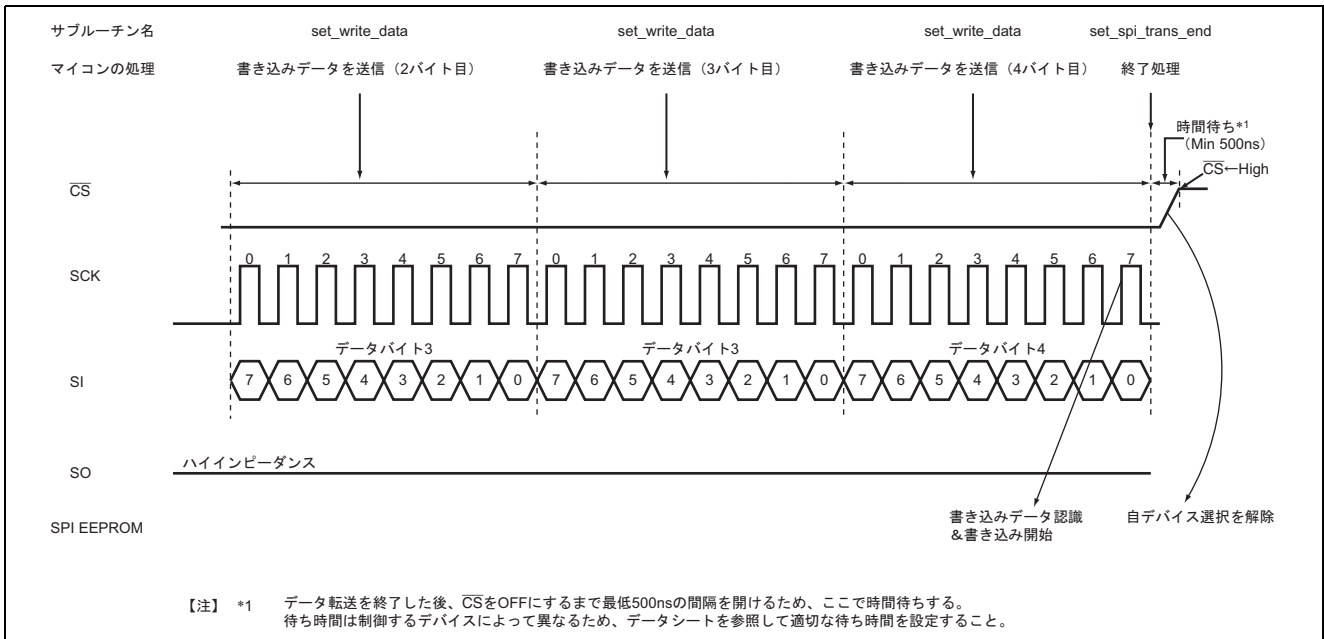 サブルーチン名 set_write_data set_write_data set_write_data set_spi_trans_end
マイコンの処理 書き込みデータを送信（2バイト目） 書き込みデータを送信（3バイト目） 書き込みデータを送信（4バイト目） 終了処理
時間待ち*1
（Min 500ns）
CS←High
CS
0 1 2 3 4 5 6 7 0 1 2 3 4 5 6 7 0 1 2 3 4 5 6 7
SCK
データバイト3 データバイト3 データバイト4
SI 7 6 5 4 3 2 1 0 7 6 5 4 3 2 1 0 7 6 5 4 3 2 1 0
ハイインピーダンス
SO
SPI EEPROM
書き込みデータ認識
＆書き込み開始
自デバイス選択を解除
【注】 *1 データ転送を終了した後、CSをOFFにするまで最低500nsの間隔を開けるため、ここで時間待ちする。
待ち時間は制御するデバイスによって異なるため、データシートを参照して適切な待ち時間を設定すること。